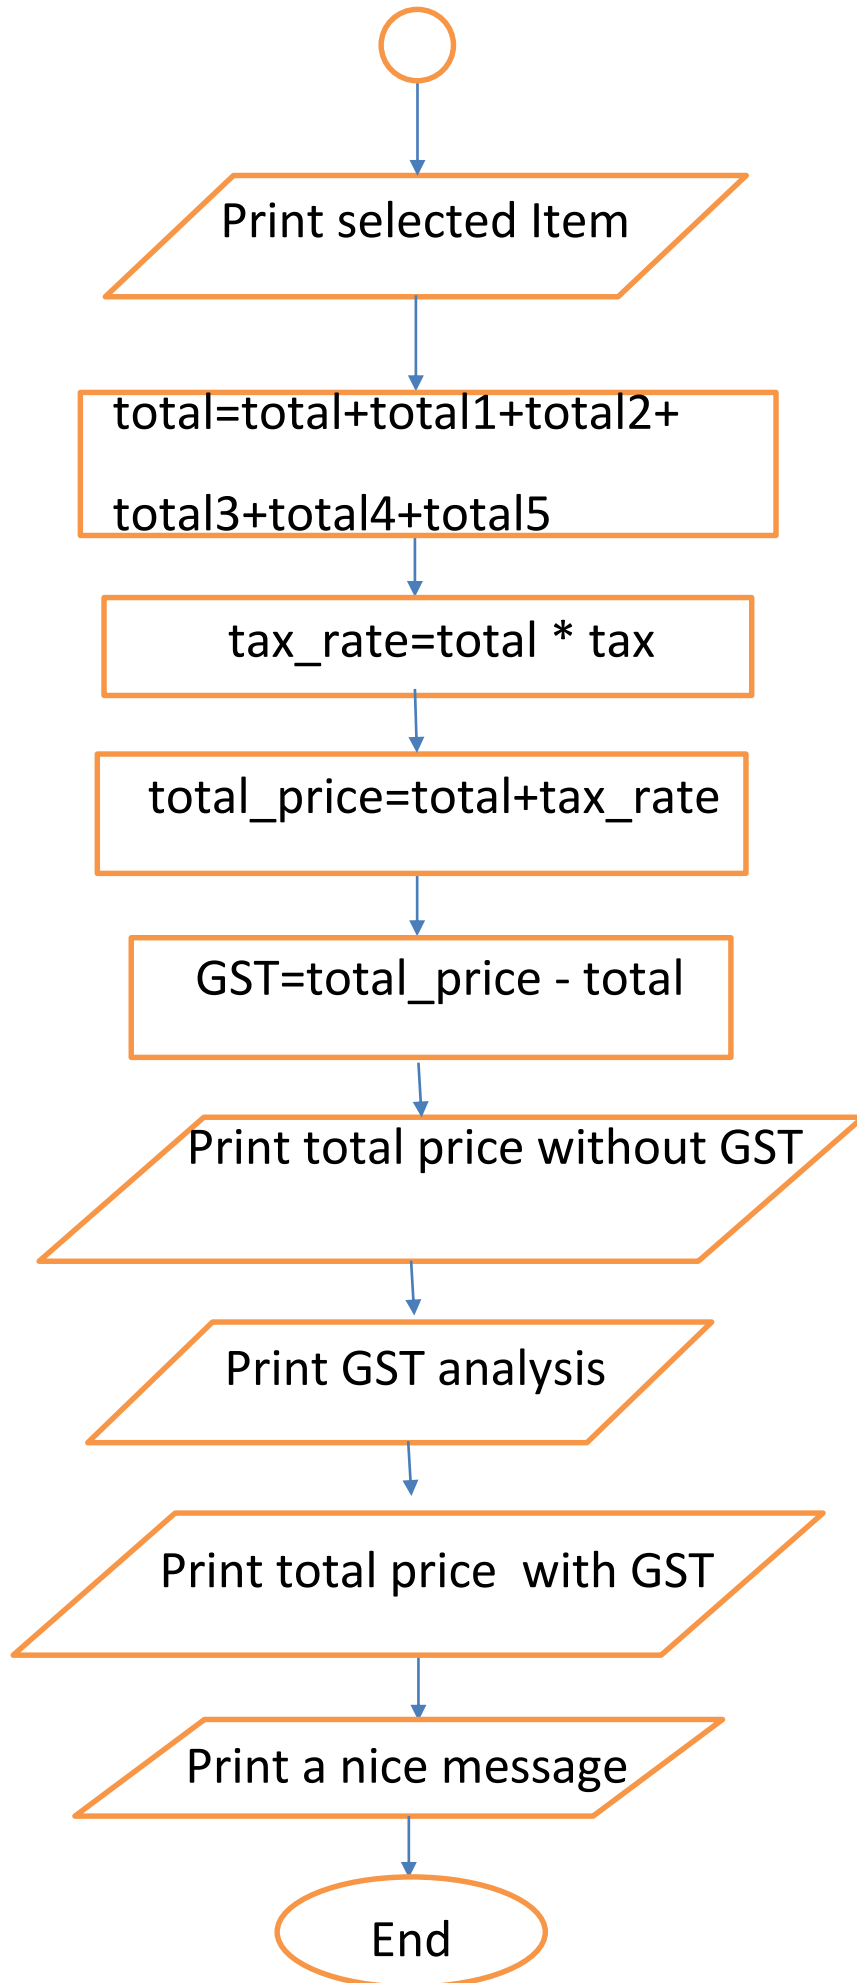 Print selected Item
total=total+total1+total2+
total3+total4+total5
tax_rate=total * tax
total_price=total+tax_rate
GST=total_price - total
Print total price without GST
Print GST analysis
Print total price  with GST
Print a nice message
End